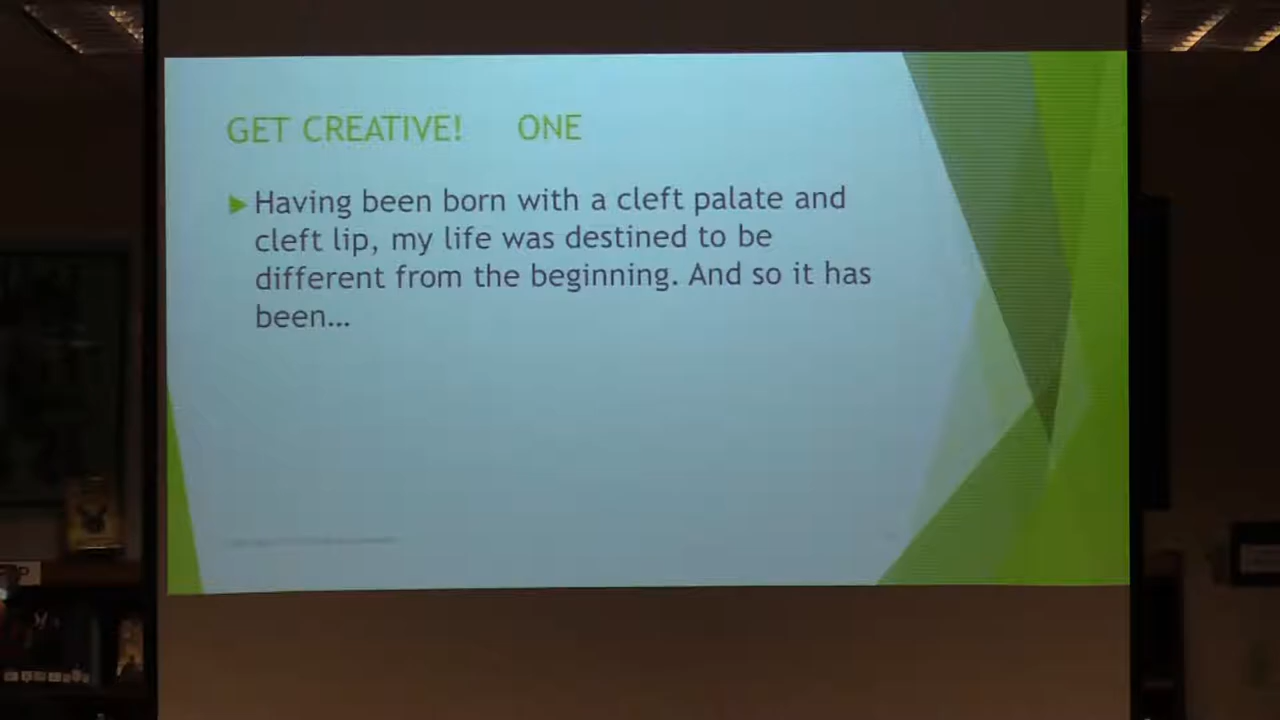 GET CREATIVE! ONE
Having been born with a cleft palate and
cleft lip, my life was destined to be
different from the beginning. And so it has
been...